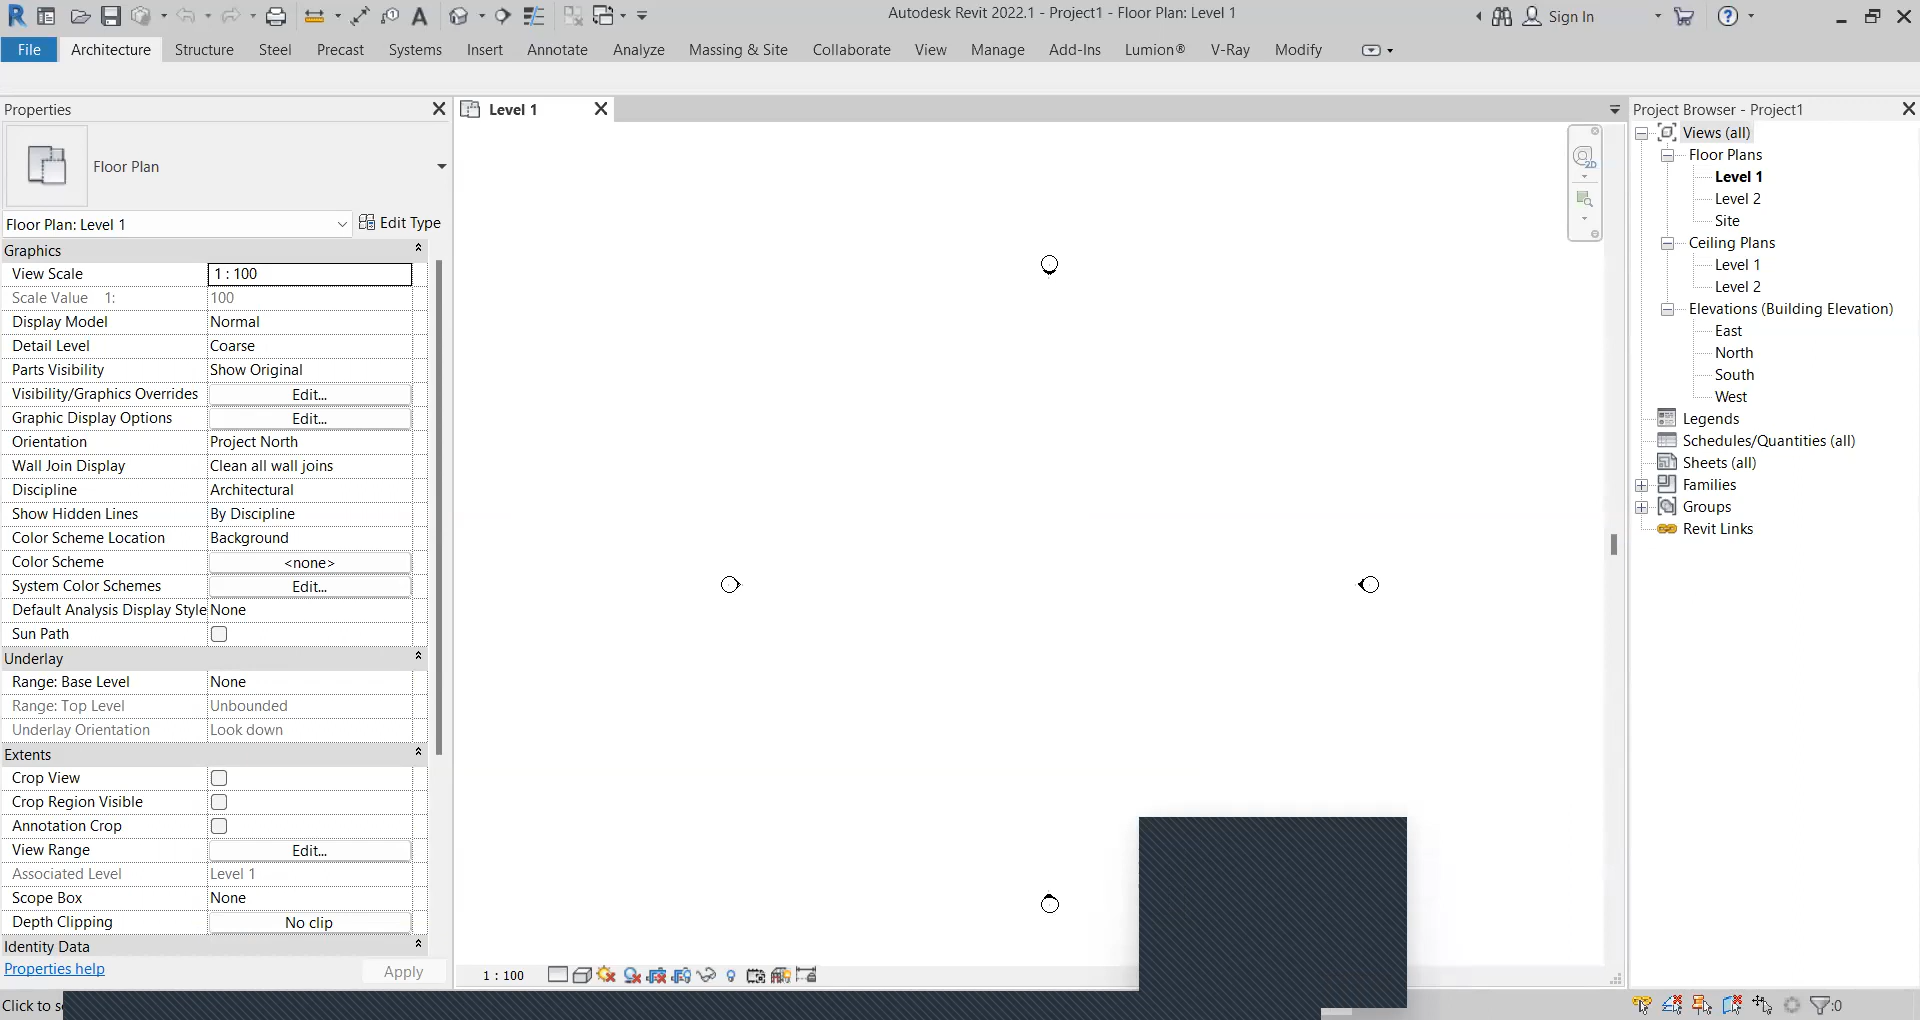 Autodesk Revit 2022.1 - Project1 - Floor Plan: Level 1
Sign In
File Architecture Structure Steel Precast Systems Insert Annotate Analyze Massing & Site Collaborate View Manage Add-Ins Lumion® V-Ray Modify
Properties
Floor Plan
Floor Plan: Level 1
Edit Type
Graphics
View Scale 1 : 100
Scale Value 1: 100
Display Model Normal
Detail Level Coarse
Parts Visibility Show Original
Visibility/Graphics Overrides Edit...
Graphic Display Options Edit...
Orientation Project North
Wall Join Display Clean all wall joins
Discipline Architectural
Show Hidden Lines By Discipline
Color Scheme Location Background
Color Scheme <none>
System Color Schemes Edit...
Default Analysis Display Style None
Sun Path
Underlay
Range: Base Level None
Range: Top Level Unbounded
Underlay Orientation Look down
Extents
Crop View
Crop Region Visible
Annotation Crop
View Range Edit...
Associated Level Level 1
Scope Box None
Depth Clipping No clip
Identity Data
Properties help
Apply
Level 1
2D
1 : 100
Project Browser - Project1
Views (all)
Floor Plans
Level 1
Level 2
Site
Ceiling Plans
Level 1
Level 2
Elevations (Building Elevation)
East
North
South
West
Legends
Schedules/Quantities (all)
Sheets (all)
Families
Groups
Revit Links
Click to
:0